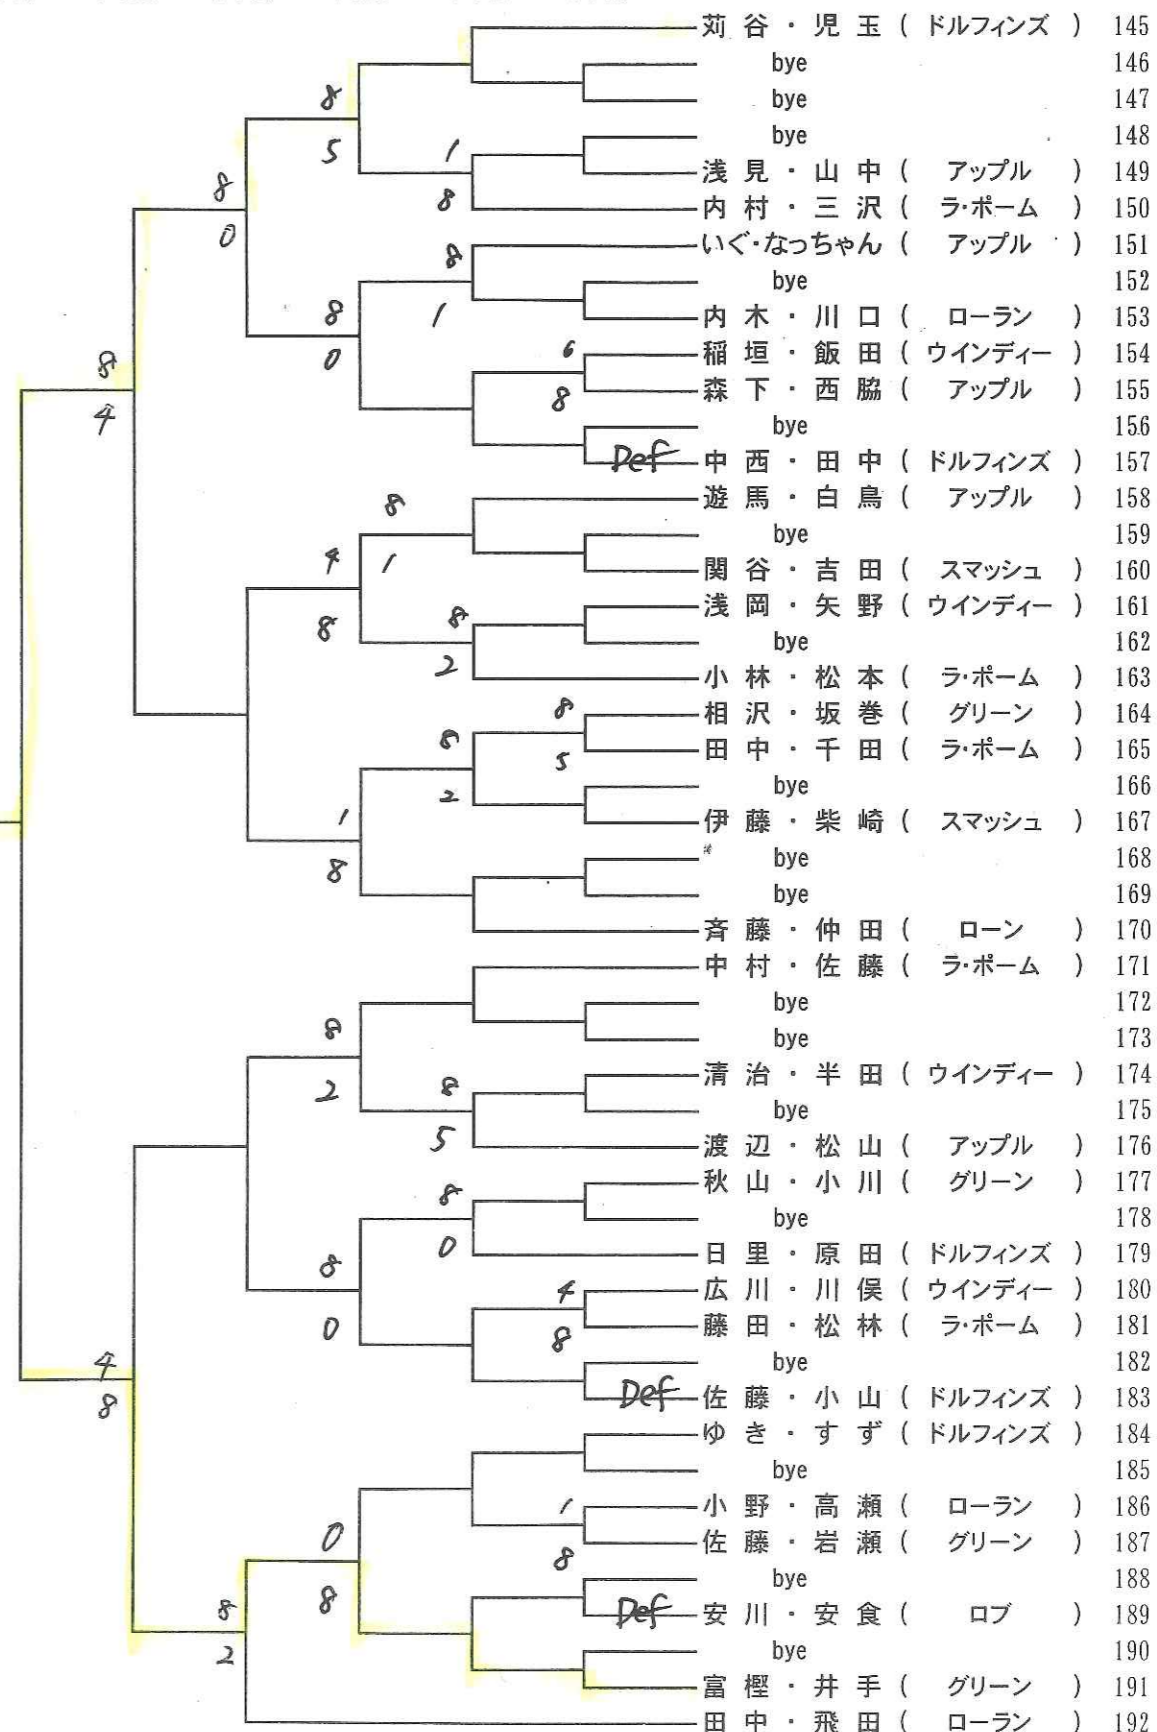 苅谷・児玉 ( ドルフィンズ ) 145
bye 146
8 bye 147
5 1 bye 148
浅見・山中 ( アップル ) 149
8 8 内村・三沢 ( ラ・ポーム ) 150
0 8 いぐ・なっちゃん ( アップル ) 151
bye 152
8 1 内木・川口 ( ローラン ) 153
8 0 6 稲垣・飯田 ( ウインディー ) 154
4 8 森下・西脇 ( アップル ) 155
bye 156
Def 中西・田中 ( ドルフィンズ ) 157
8 遊馬・白鳥 ( アップル ) 158
bye 159
4 1 関谷・吉田 ( スマッシュ ) 160
8 8 浅岡・矢野 ( ウインディー ) 161
bye 162
2 小林・松本 ( ラ・ポーム ) 163
8 相沢・坂巻 ( グリーン ) 164
8 5 田中・千田 ( ラ・ポーム ) 165
2 bye 166
1 伊藤・柴崎 ( スマッシュ ) 167
8 bye 168
bye 169
斉藤・仲田 ( ローン ) 170
中村・佐藤 ( ラ・ポーム ) 171
bye 172
8 bye 173
2 8 清治・半田 ( ウインディー ) 174
bye 175
5 渡辺・松山 ( アップル ) 176
8 秋山・小川 ( グリーン ) 177
bye 178
0 日里・原田 ( ドルフィンズ ) 179
8 4 広川・川俣 ( ウインディー ) 180
0 8 藤田・松林 ( ラ・ポーム ) 181
4 bye 182
8 Def 佐藤・小山 ( ドルフィンズ ) 183
ゆき・すず ( ドルフィンズ ) 184
bye 185
1 小野・高瀬 ( ローラン ) 186
0 8 佐藤・岩瀬 ( グリーン ) 187
8 bye 188
8 Def 安川・安食 ( ロブ ) 189
2 bye 190
富樫・井手 ( グリーン ) 191
田中・飛田 ( ローラン ) 192